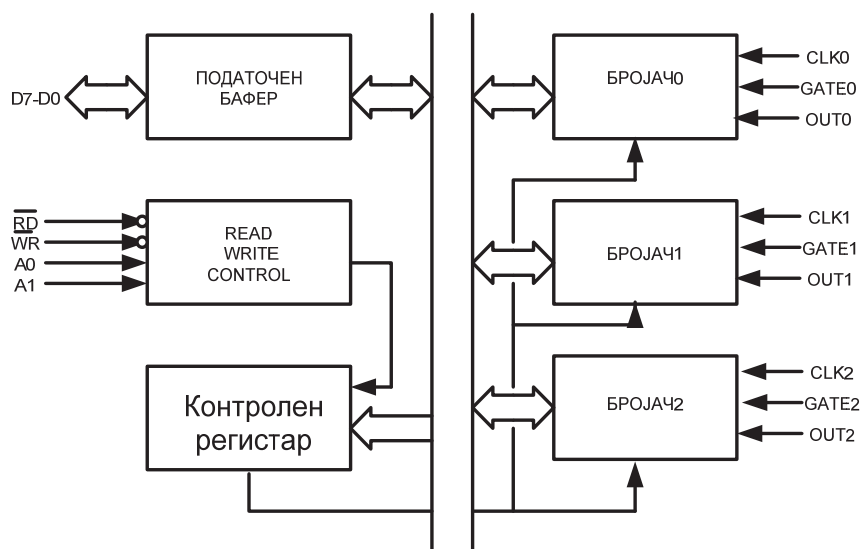 ПОДАТОЧЕН
БАФЕР
D7-D0
БРОЈАЧ0
CLK0
GATE0
OUT0
RD
WR
A0
A1
READ
WRITE
CONTROL
БРОЈАЧ1
CLK1
GATE1
OUT1
Контролен
регистар
БРОЈАЧ2
CLK2
GATE2
OUT2